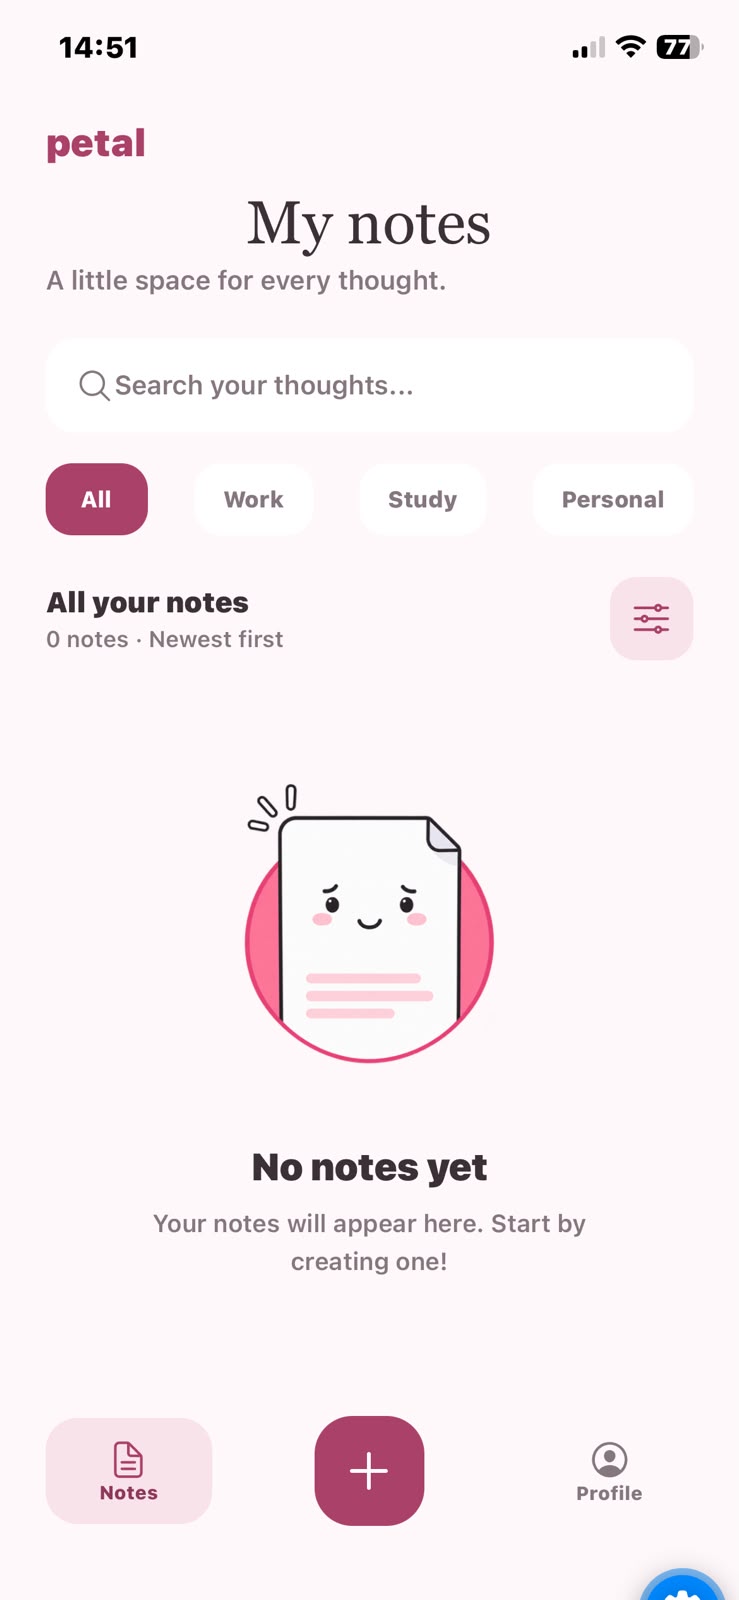 14:51
77
petal
My notes
A little space for every thought.
Search your thoughts...
All
Work
Study
Personal
All your notes
0 notes · Newest first
No notes yet
Your notes will appear here. Start by
creating one!
Notes
Profile